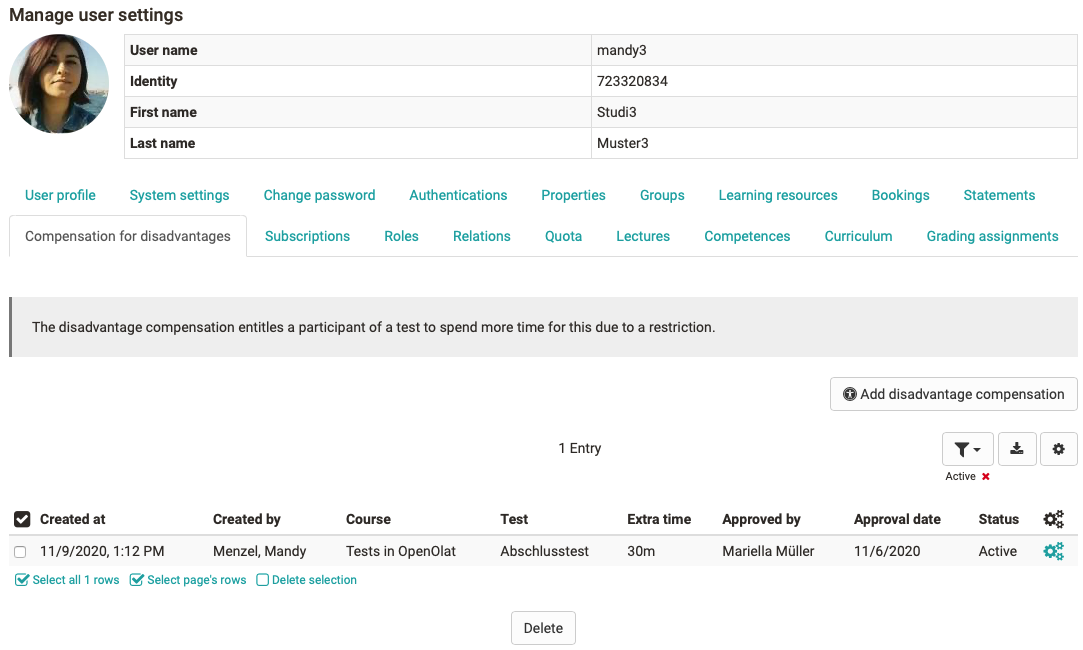 Manage user settings
User name mandy3
Identity 723320834
First name Studi3
Last name Muster3
User profile System settings Change password Authentications Properties Groups Learning resources Bookings Statements
Compensation for disadvantages Subscriptions Roles Relations Quota Lectures Competences Curriculum Grading assignments
The disadvantage compensation entitles a participant of a test to spend more time for this due to a restriction.
Add disadvantage compensation
1 Entry
Active
Created at Created by Course Test Extra time Approved by Approval date Status
11/9/2020, 1:12 PM Menzel, Mandy Tests in OpenOlat Abschlusstest 30m Mariella Müller 11/6/2020 Active
Select all 1 rows Select page's rows Delete selection
Delete